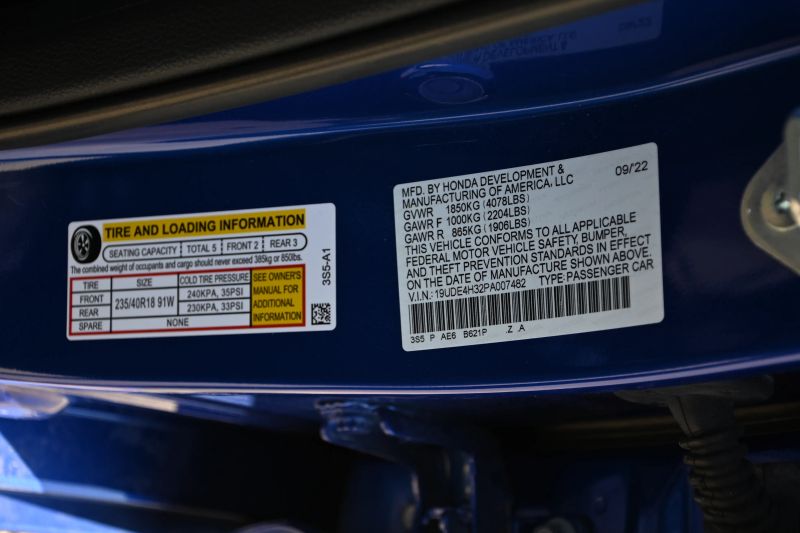 TIRE AND LOADING INFORMATION
SEATING CAPACITY TOTAL 5 FRONT 2 REAR 3
The combined weight of occupants and cargo should never exceed 385kg or 850lbs.
TIRE SIZE COLD TIRE PRESSURE
FRONT 235/40R18 91W 240KPA, 35PSI
REAR 230KPA, 33PSI
SPARE NONE
SEE OWNER'S
MANUAL FOR
ADDITIONAL
INFORMATION
3S5-A1
MFD. BY HONDA DEVELOPMENT & 09/'22
MANUFACTURING OF AMERICA, LLC
GVWR 1850KG (4078LBS)
GAWR F 1000KG (2204LBS)
GAWR R 865KG (1906LBS)
THIS VEHICLE CONFORMS TO ALL APPLICABLE
FEDERAL MOTOR VEHICLE SAFETY, BUMPER,
AND THEFT PREVENTION STANDARDS IN EFFECT
ON THE DATE OF MANUFACTURE SHOWN ABOVE.
V.I.N.: 19UDE4H32PA007482 TYPE: PASSENGER CAR
3S5 P AE6 B621P .Z A